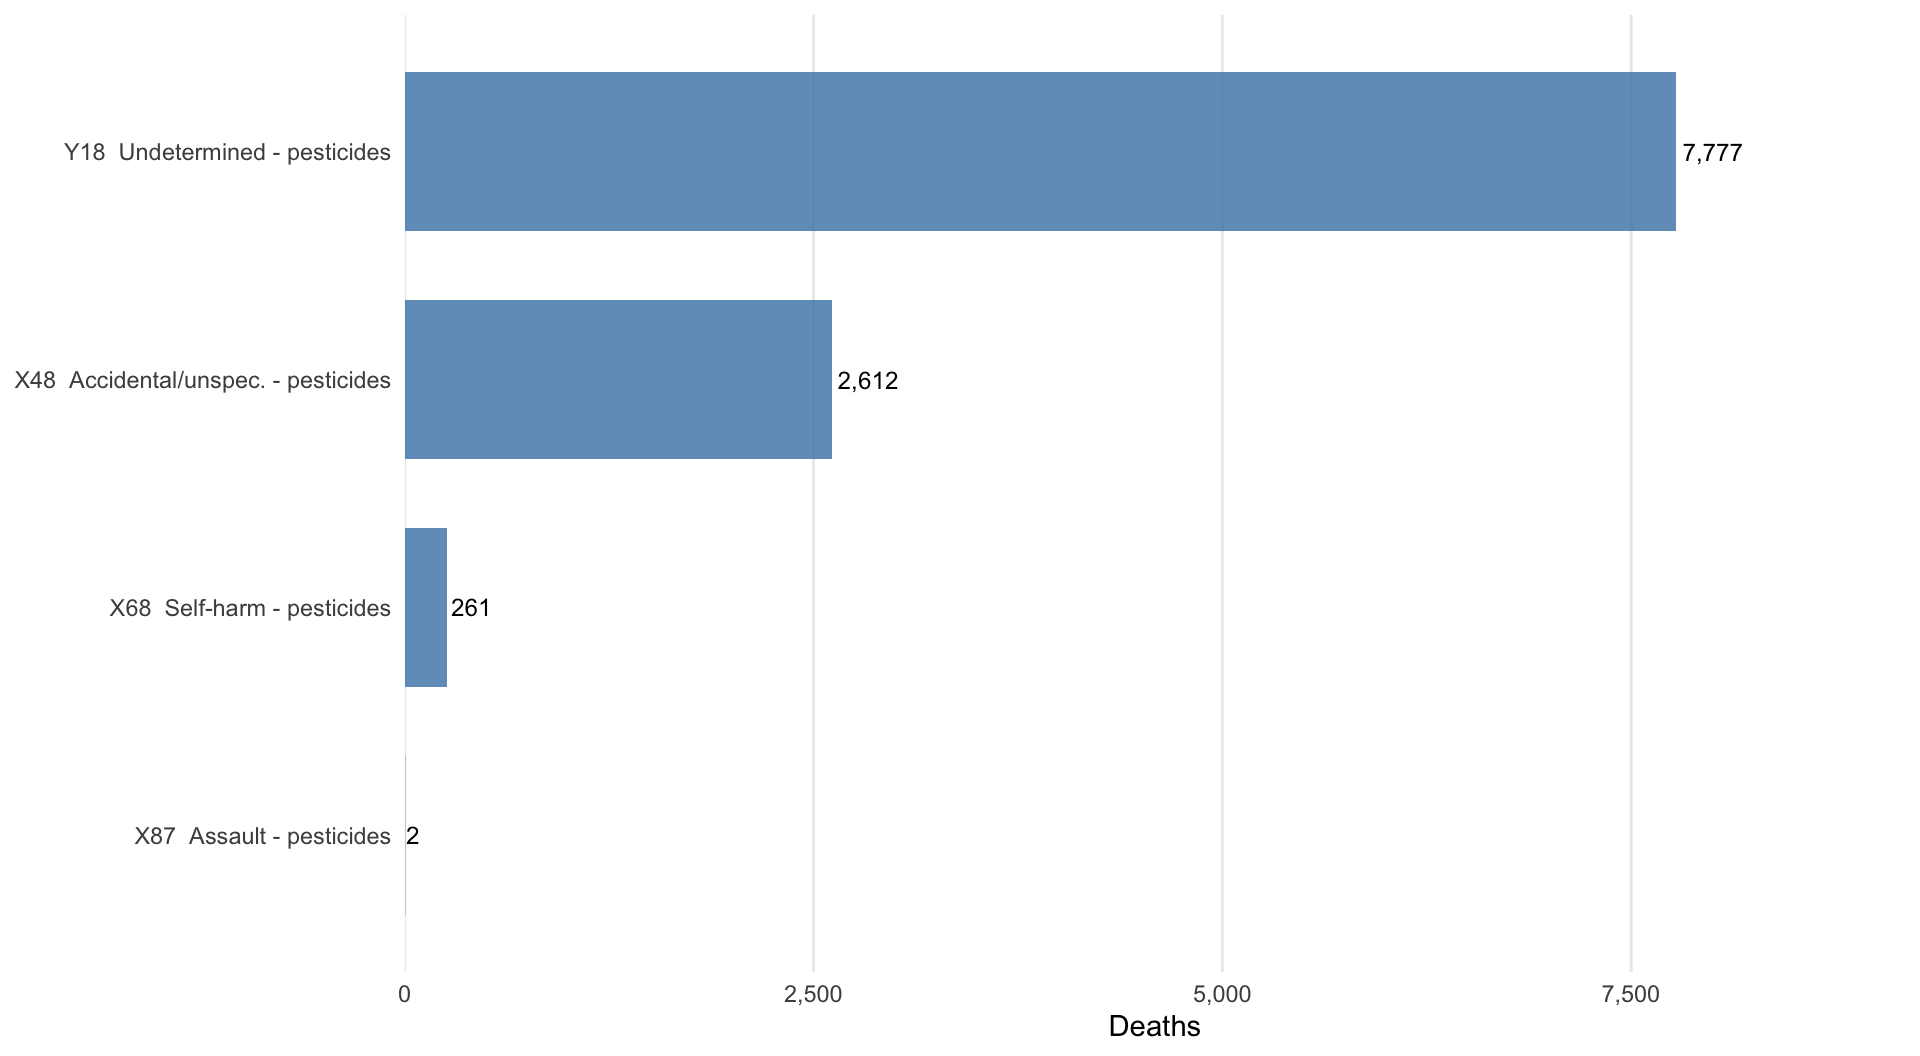 Y18  Undetermined - pesticides
7,777
X48  Accidental/unspec. - pesticides
2,612
X68  Self-harm - pesticides
261
X87  Assault - pesticides
2
0
2,500
5,000
7,500
Deaths